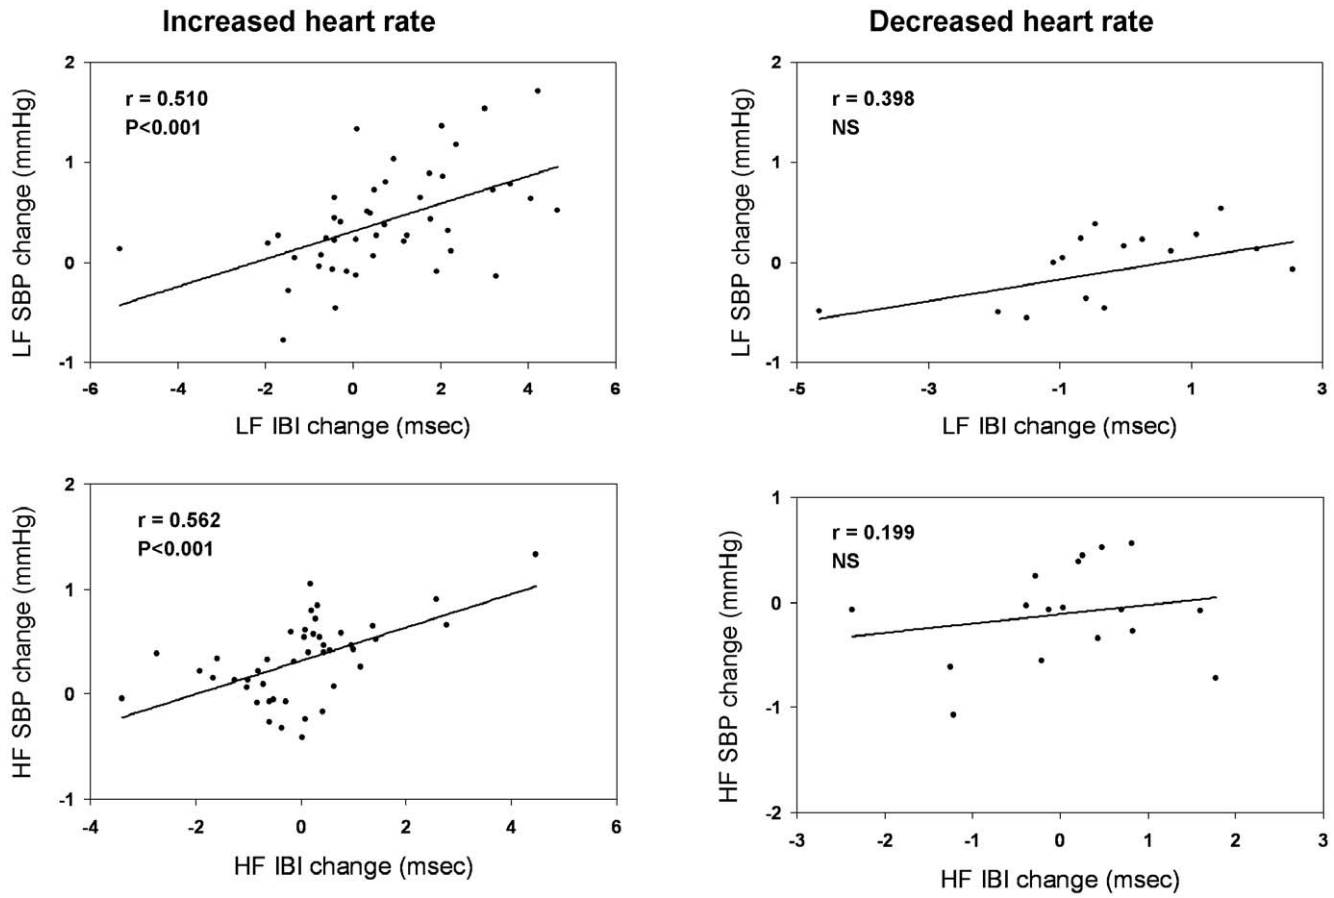 Increased heart rate
Decreased heart rate
r = 0.510
P<0.001
LF SBP change (mmHg)
2
1
0
-1
-6 -4 -2 0 2 4 6
LF IBI change (msec)
r = 0.398
NS
LF SBP change (mmHg)
2
1
0
-1
-5 -3 -1 1 3
LF IBI change (msec)
r = 0.562
P<0.001
HF SBP change (mmHg)
2
1
0
-1
-4 -2 0 2 4 6
HF IBI change (msec)
r = 0.199
NS
HF SBP change (mmHg)
1
0
-1
-2
-3 -2 -1 0 1 2 3
HF IBI change (msec)